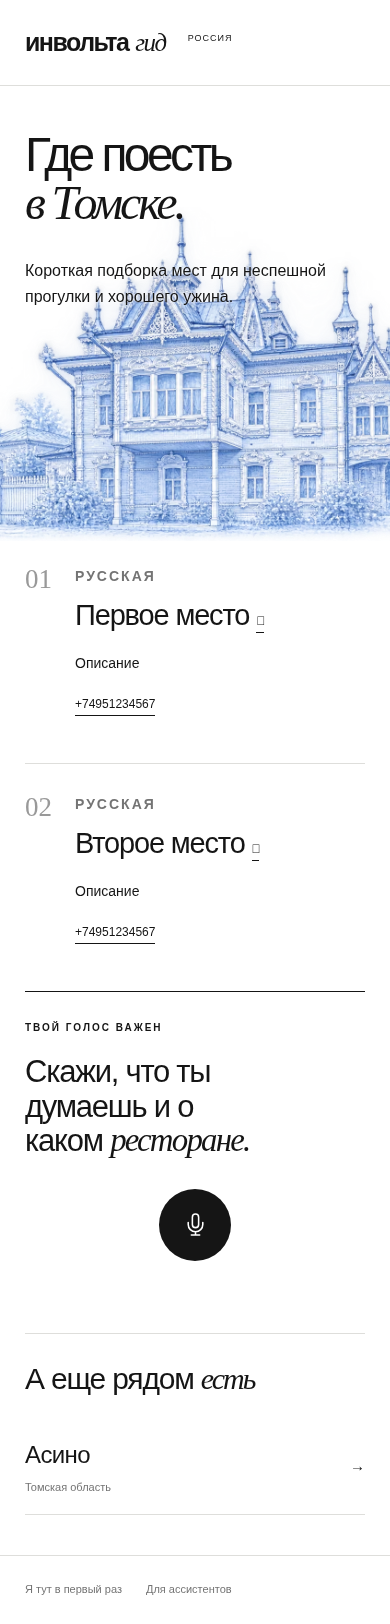 инвольта гид
РОССИЯ
Где поесть
в Томске.
Короткая подборка мест для неспешной
прогулки и хорошего ужина.
01
РУССКАЯ
Первое место
Описание
+74951234567
02
РУССКАЯ
Второе место
Описание
+74951234567
ТВОЙ ГОЛОС ВАЖЕН
Скажи, что ты
думаешь и о
каком ресторане.
А еще рядом есть
Асино
→
Томская область
Я тут в первый раз
Для ассистентов